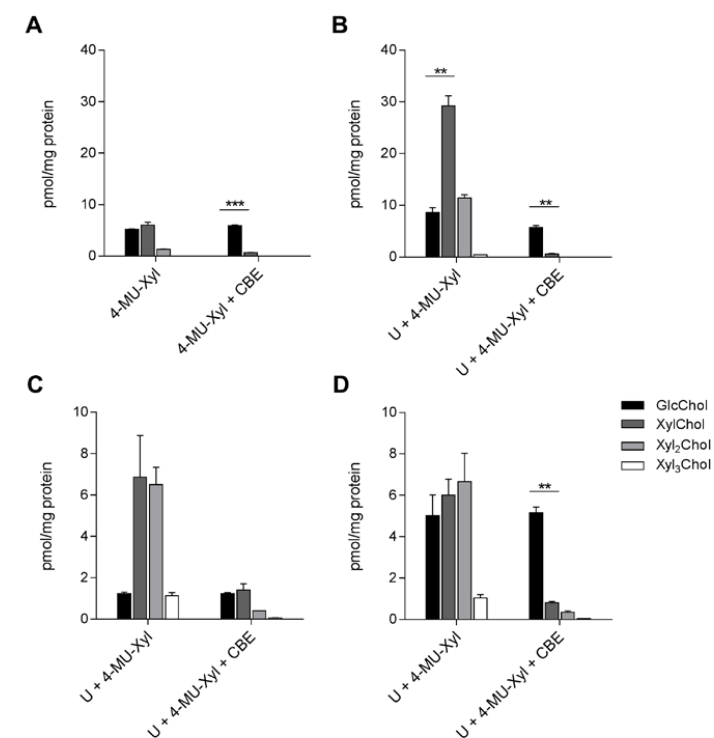 A
pmol/mg protein
40
30
20
10
0
***
4-MU-Xyl
4-MU-Xyl + CBE
B
pmol/mg protein
40
30
20
10
0
**
**
U + 4-MU-Xyl
U + 4-MU-Xyl + CBE
C
pmol/mg protein
10
8
6
4
2
0
U + 4-MU-Xyl
U + 4-MU-Xyl + CBE
D
pmol/mg protein
10
8
6
4
2
0
**
U + 4-MU-Xyl
U + 4-MU-Xyl + CBE
GlcChol
XylChol
Xyl₂Chol
Xyl₃Chol